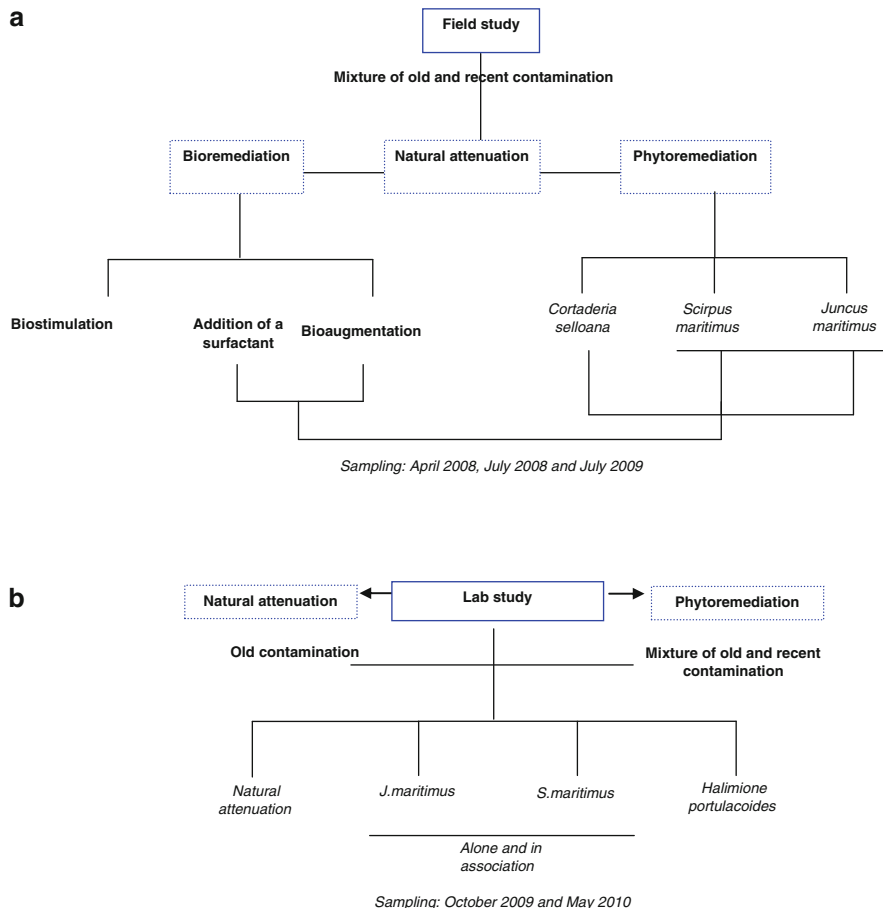 a
Field study
Mixture of old and recent contamination
Bioremediation
Natural attenuation
Phytoremediation
Biostimulation
Addition of a
surfactant
Bioaugmentation
Cortaderia
selloana
Scirpus
maritimus
Juncus
maritimus
Sampling: April 2008, July 2008 and July 2009
b
Natural attenuation
Lab study
Phytoremediation
Old contamination
Mixture of old and recent
contamination
Natural
attenuation
J.maritimus
S.maritimus
Halimione
portulacoides
Alone and in
association
Sampling: October 2009 and May 2010